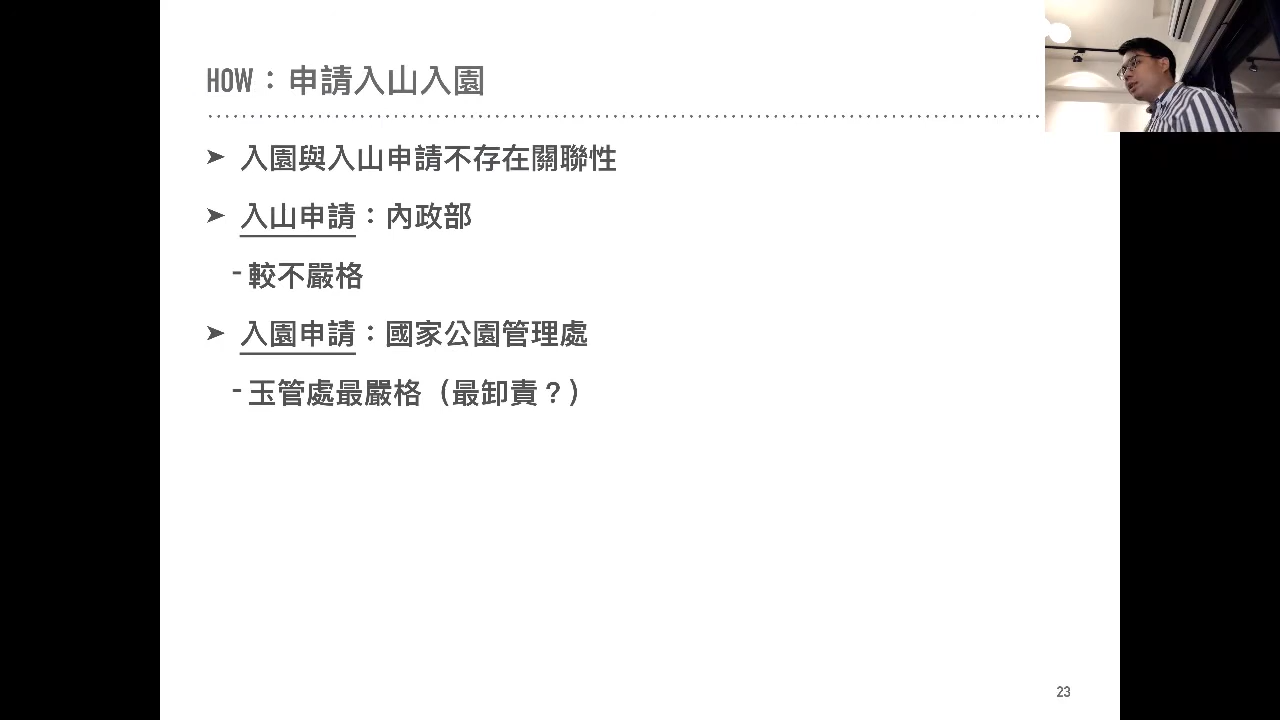 HOW：申請入山入園
➤ 入園與入山申請不存在關聯性
➤ 入山申請：內政部
- 較不嚴格
➤ 入園申請：國家公園管理處
- 玉管處最嚴格（最卸責？）
23